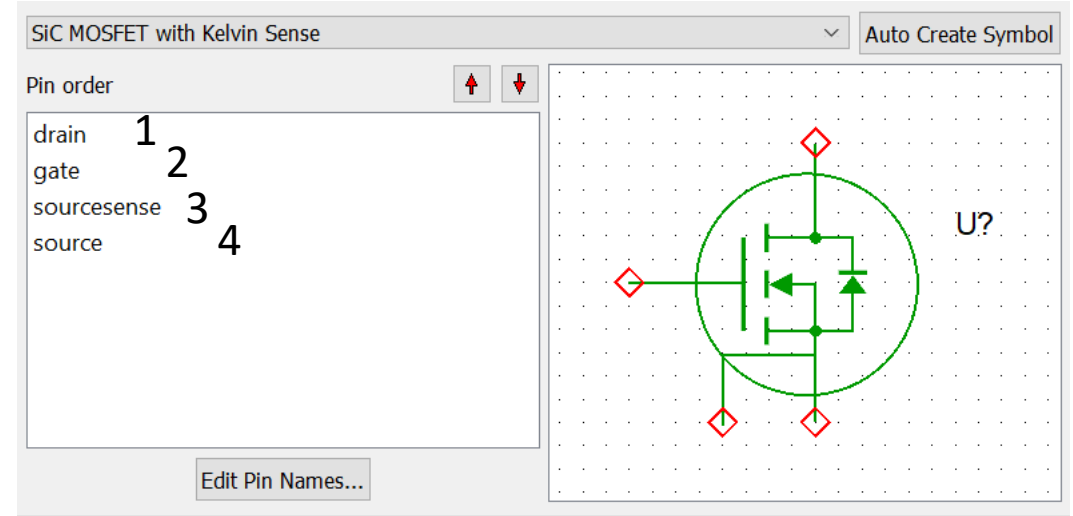 SiC MOSFET with Kelvin Sense
Auto Create Symbol
Pin order
drain 1
gate 2
sourcesense 3
source 4
U?
Edit Pin Names...